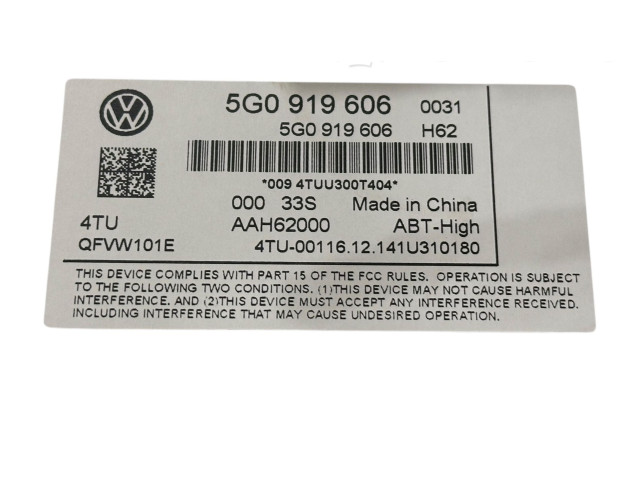 5G0 919 606 0031
5G0 919 606 H62
*009 4TUU300T404*
000 33S Made in China
4TU AAH62000 ABT-High
QFVW101E 4TU-00116.12.141U310180
THIS DEVICE COMPLIES WITH PART 15 OF THE FCC RULES. OPERATION IS SUBJECT
TO THE FOLLOWING TWO CONDITIONS. (1)THIS DEVICE MAY NOT CAUSE HARMFUL
INTERFERENCE. AND (2)THIS DEVICE MUST ACCEPT ANY INTERFERENCE RECEIVED.
INCLUDING INTERFERENCE THAT MAY CAUSE UNDESIRED OPERATION.